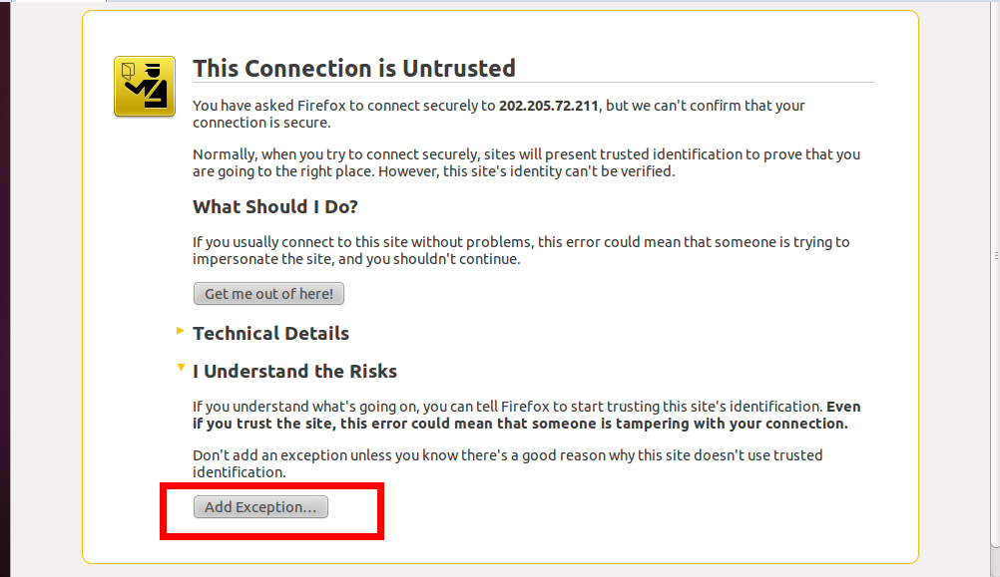 This Connection is Untrusted
You have asked Firefox to connect securely to 202.205.72.211, but we can't confirm that your
connection is secure.
Normally, when you try to connect securely, sites will present trusted identification to prove that you
are going to the right place. However, this site's identity can't be verified.
What Should I Do?
If you usually connect to this site without problems, this error could mean that someone is trying to
impersonate the site, and you shouldn't continue.
Get me out of here!
Technical Details
I Understand the Risks
If you understand what's going on, you can tell Firefox to start trusting this site's identification. Even
if you trust the site, this error could mean that someone is tampering with your connection.
Don't add an exception unless you know there's a good reason why this site doesn't use trusted
identification.
Add Exception...